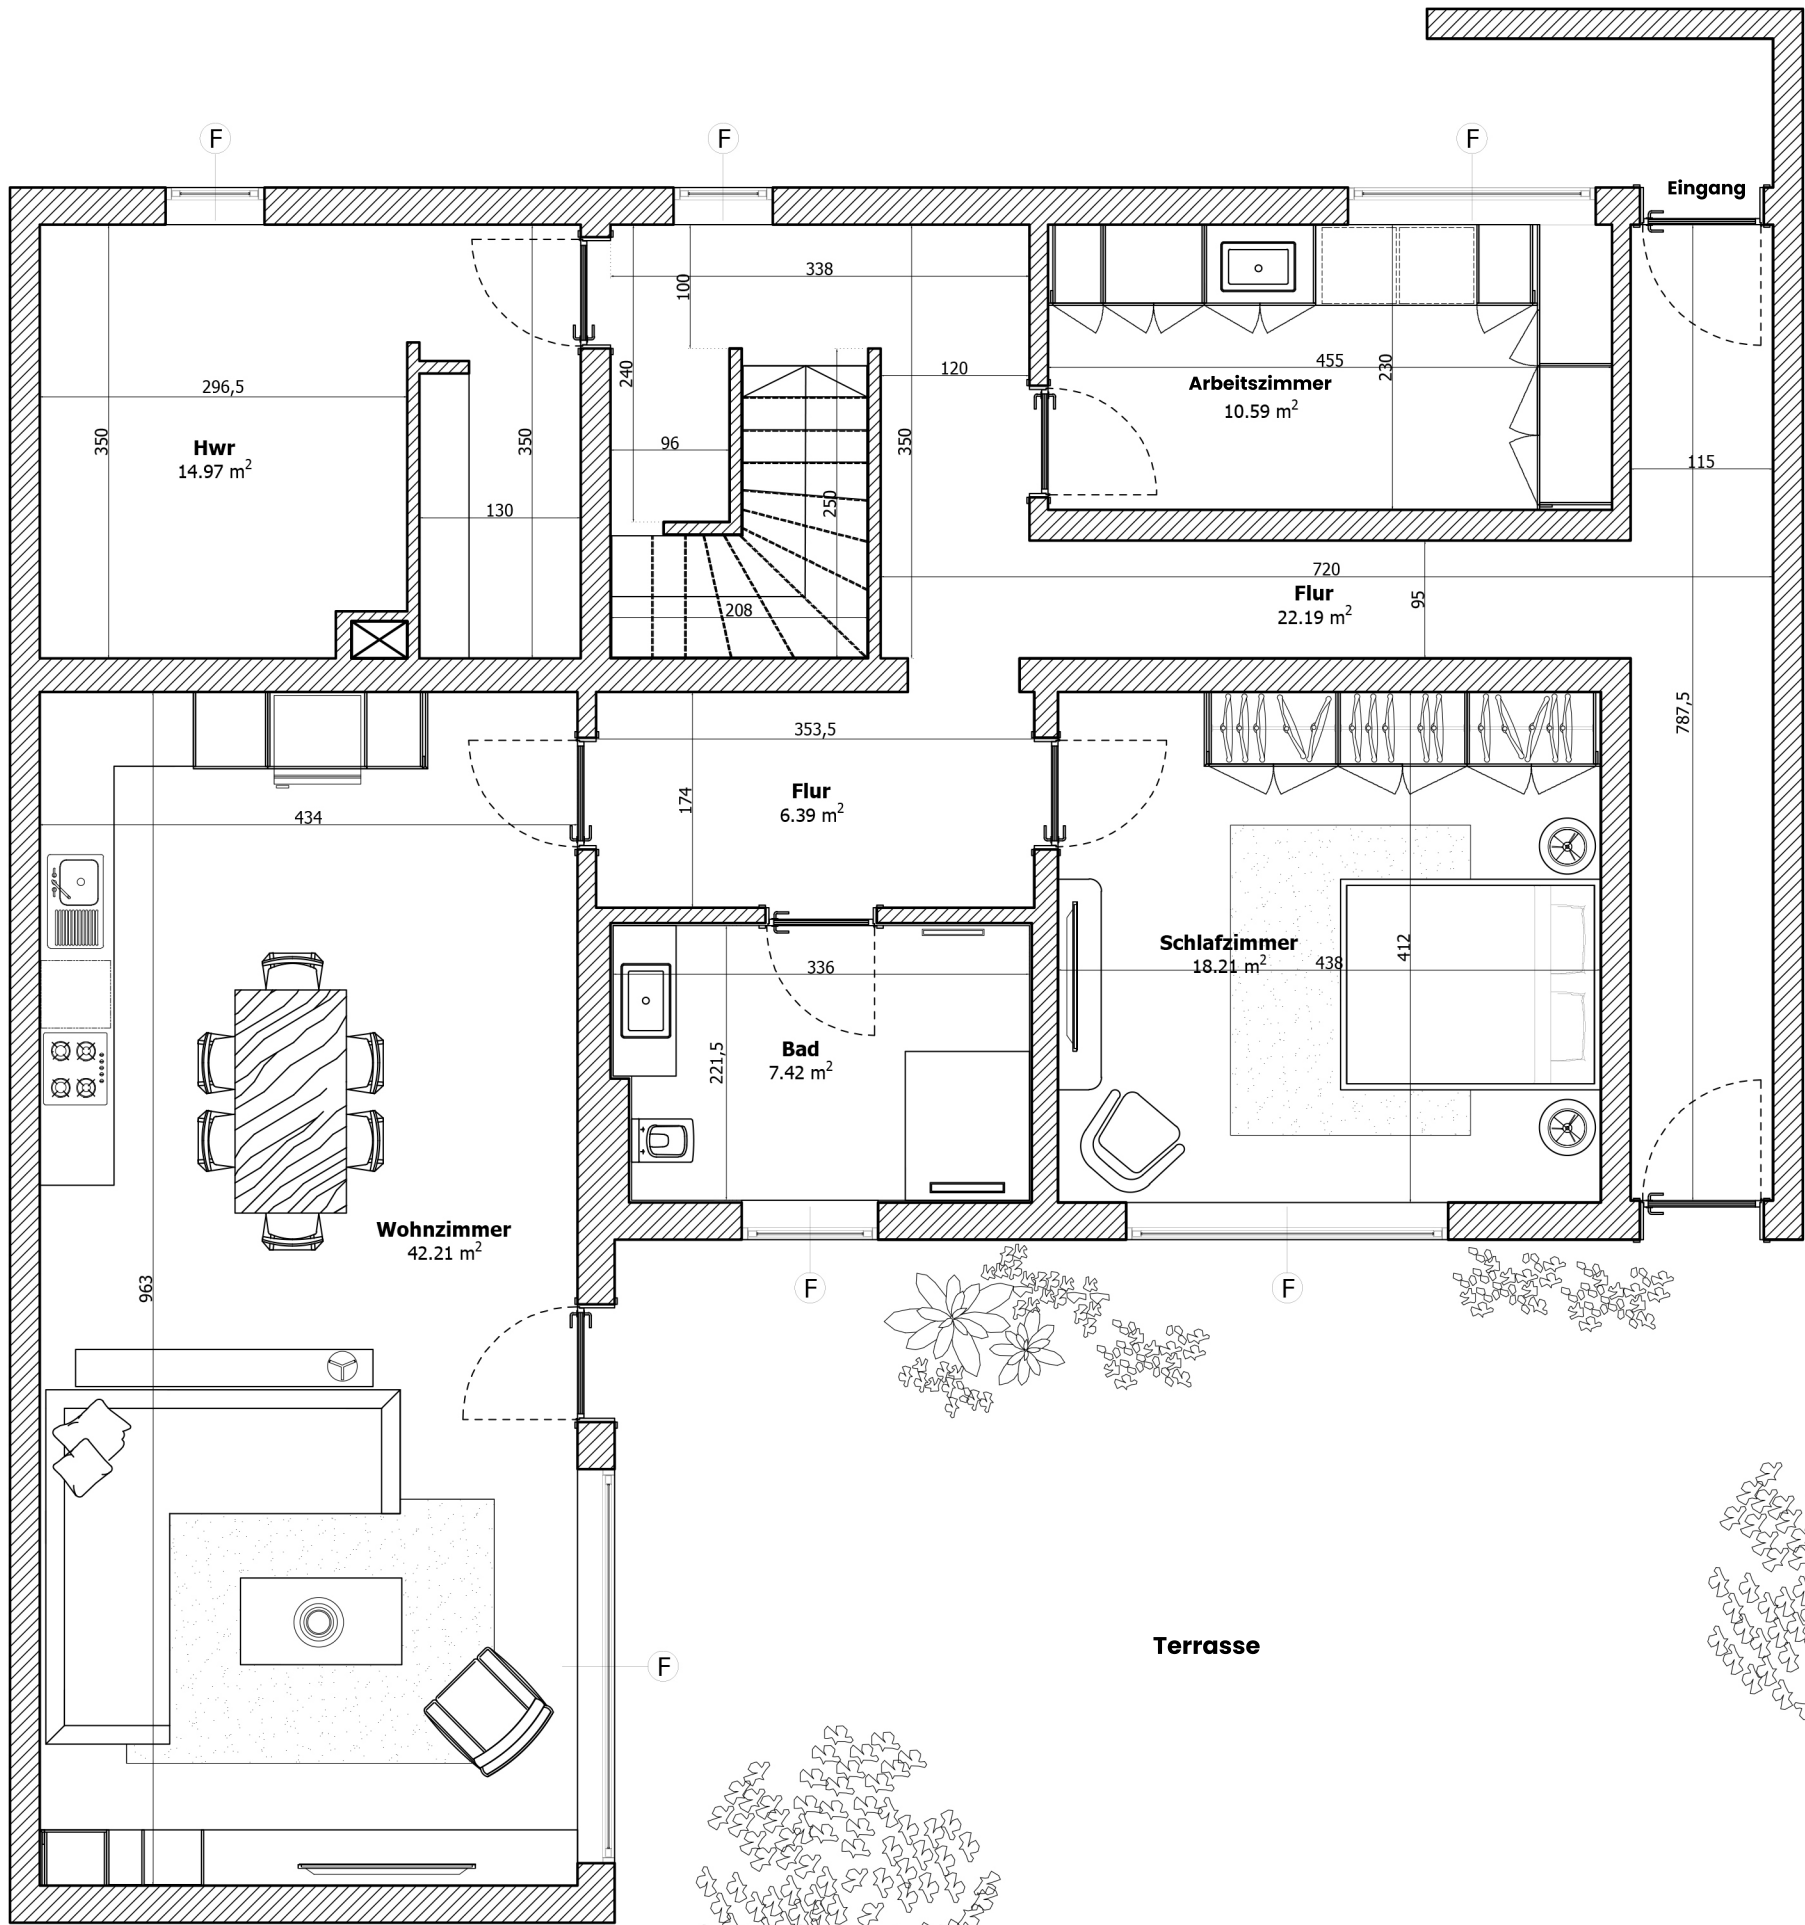 F
F
F
Eingang
338
100
240
120
350
455
230
Arbeitszimmer
10.59 m²
296,5
350
350
Hwr
14.97 m²
96
250
115
130
720
Flur
22.19 m²
95
208
787,5
353,5
174
Flur
6.39 m²
434
Schlafzimmer
18.21 m²
438
412
336
221,5
Bad
7.42 m²
Wohnzimmer
42.21 m²
963
F
F
F
Terrasse